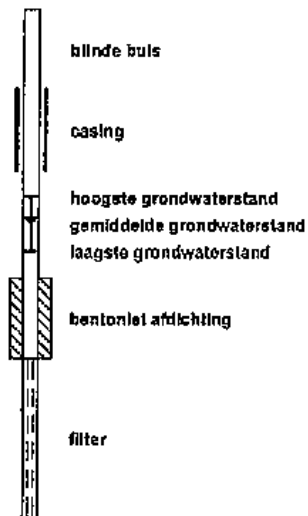 blinde buis
casing
hoogste grondwaterstand
gemiddelde grondwaterstand
laagste grondwaterstand
bentoniet afdichting
filter